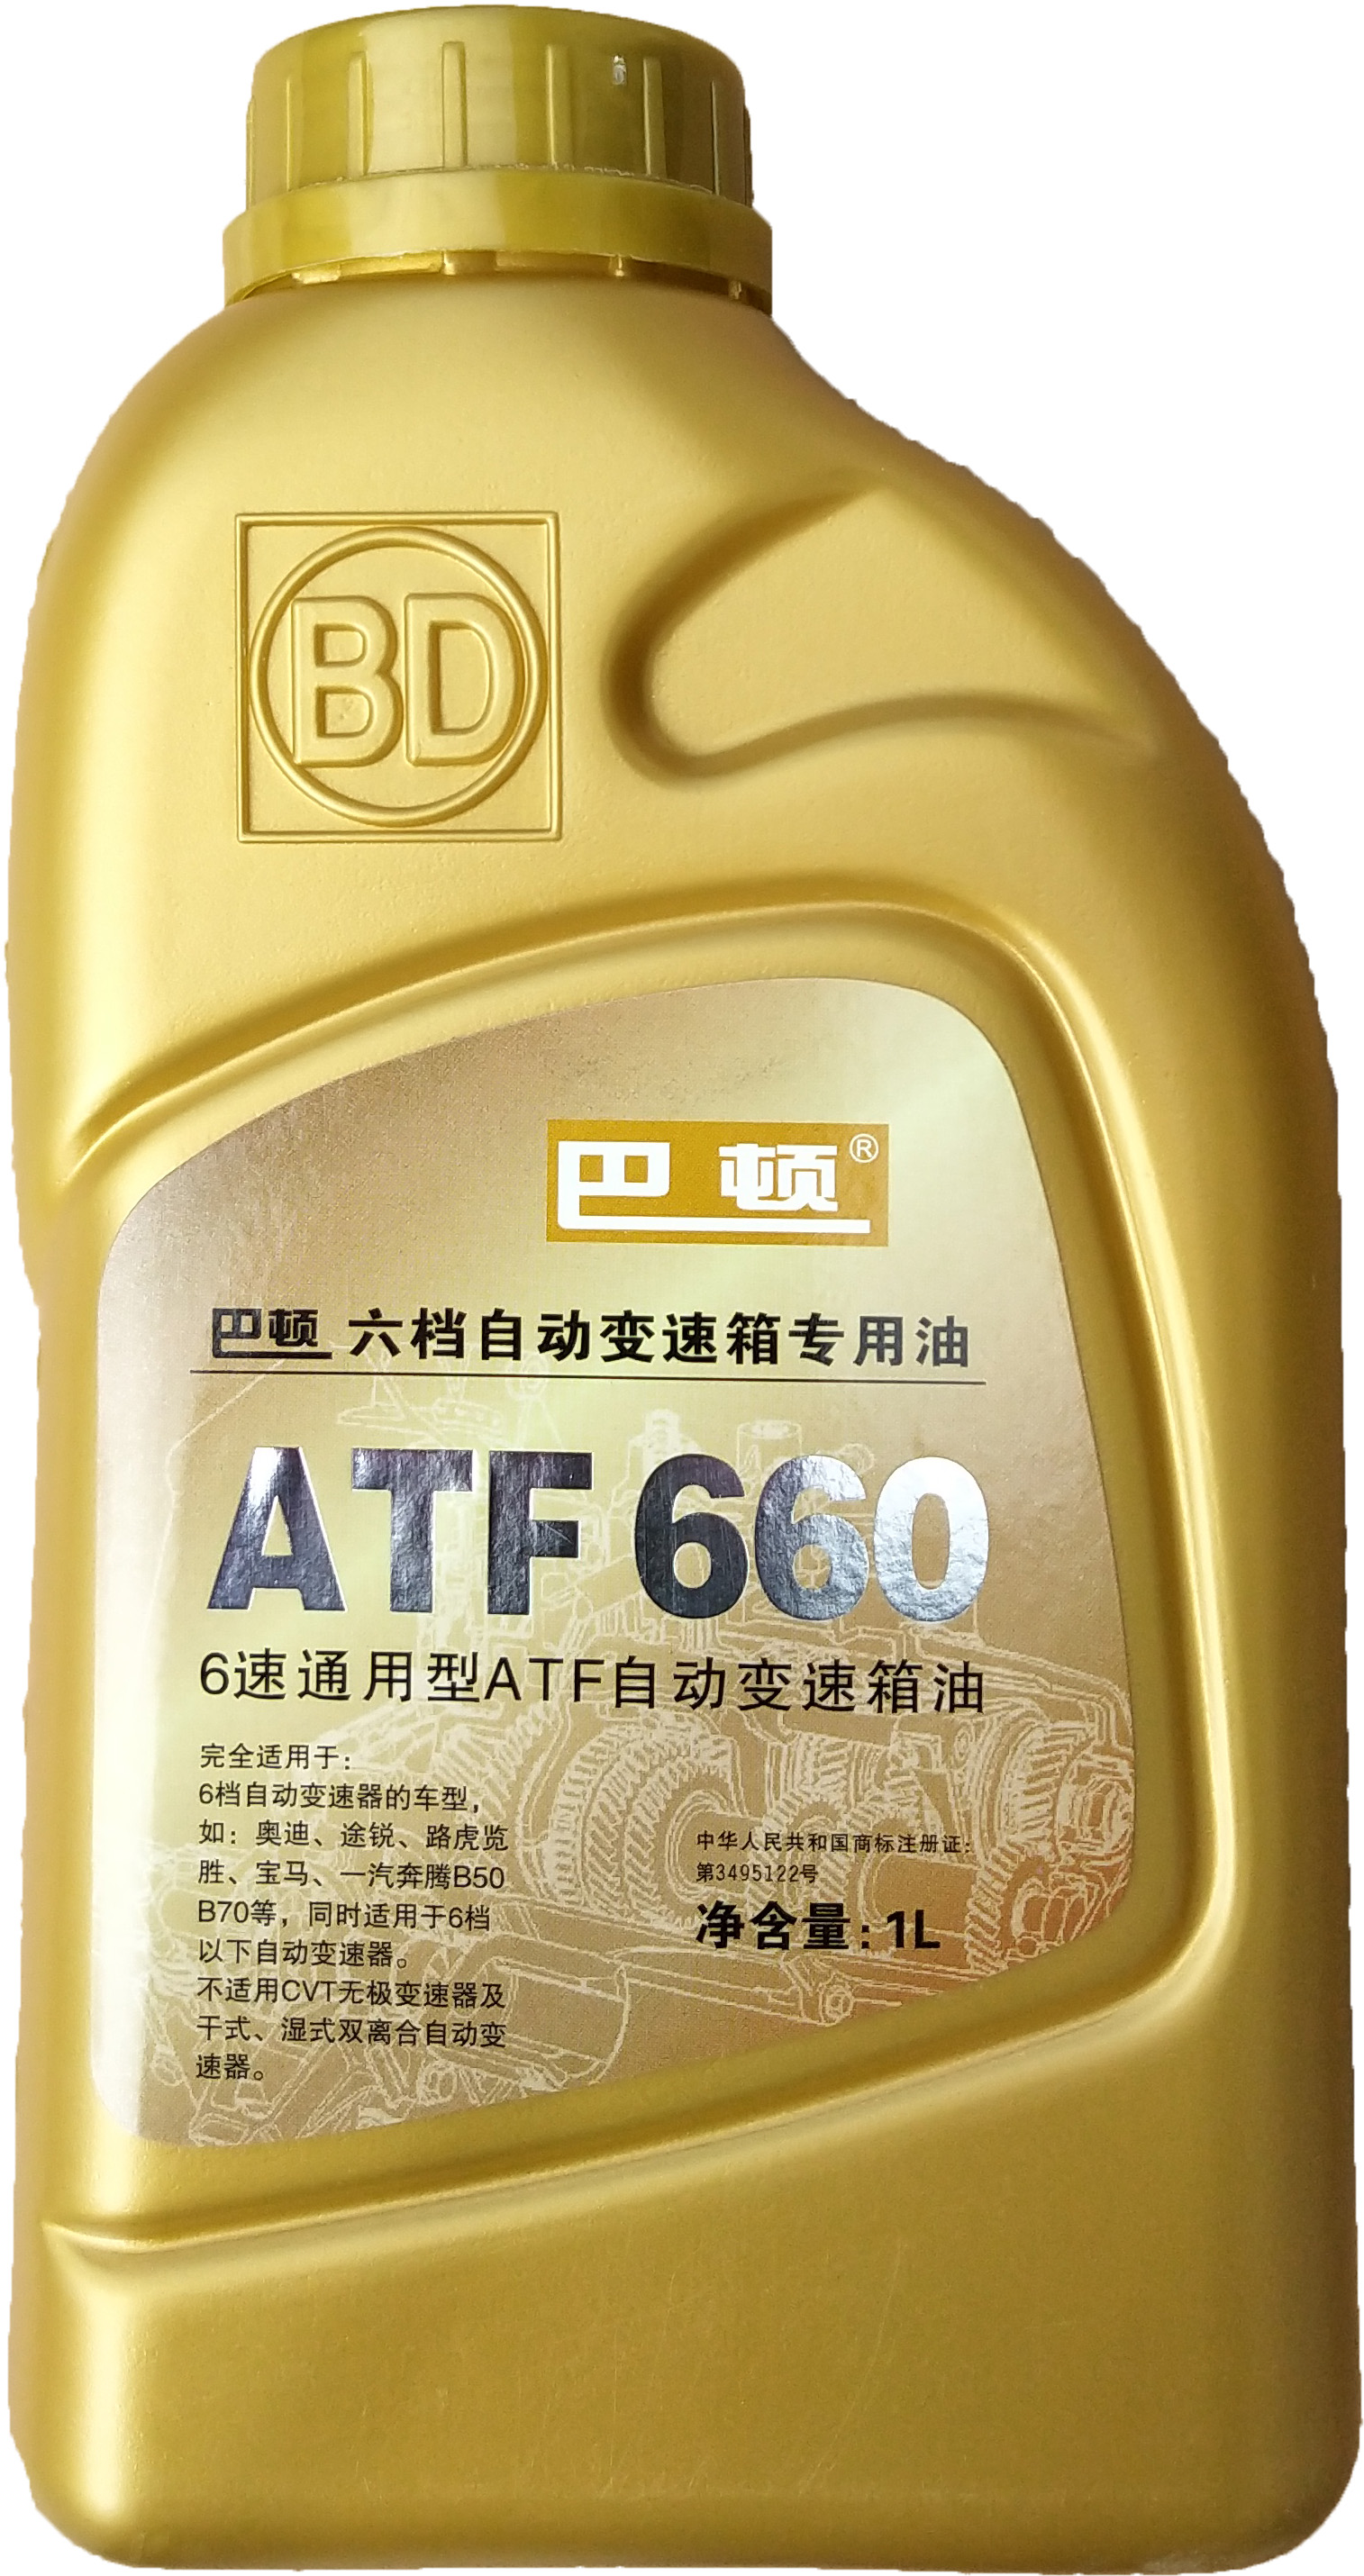 BD
巴顿®
巴顿 六档自动变速箱专用油
ATF 660
6速通用型ATF自动变速箱油
完全适用于：
6档自动变速器的车型，
如：奥迪、途锐、路虎览
胜、宝马、一汽奔腾B50
B70等，同时适用于6档
以下自动变速器。
不适用CVT无极变速器及
干式、湿式双离合自动变
速器。
中华人民共和国商标注册证：
第3495122号
净含量：1L